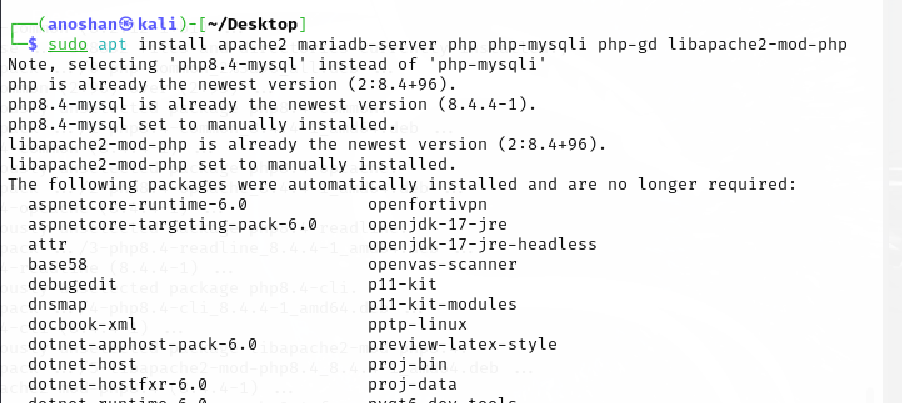 ┌──(anoshan㉿kali)-[~/Desktop]
└─$ sudo apt install apache2 mariadb-server php php-mysqli php-gd libapache2-mod-php
Note, selecting 'php8.4-mysql' instead of 'php-mysqli'
php is already the newest version (2:8.4+96).
php8.4-mysql is already the newest version (8.4.4-1).
php8.4-mysql set to manually installed.
libapache2-mod-php is already the newest version (2:8.4+96).
libapache2-mod-php set to manually installed.
The following packages were automatically installed and are no longer required:
aspnetcore-runtime-6.0 openfortivpn
aspnetcore-targeting-pack-6.0 openjdk-17-jre
attr openjdk-17-jre-headless
base58 openvas-scanner
debugedit p11-kit
dnsmap p11-kit-modules
docbook-xml pptp-linux
dotnet-apphost-pack-6.0 preview-latex-style
dotnet-host proj-bin
dotnet-hostfxr-6.0 proj-data
dotnet-runtime-6.0 pyqt6-dev-tools